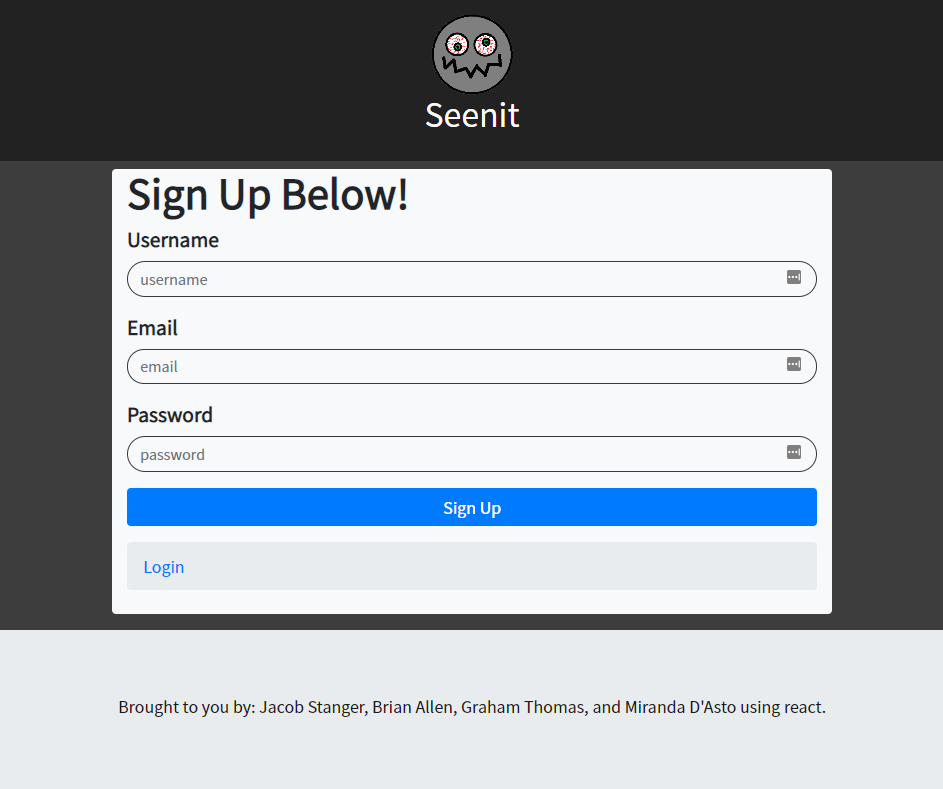 Seenit
Sign Up Below!
Username
username
Email
email
Password
password
Sign Up
Login
Brought to you by: Jacob Stanger, Brian Allen, Graham Thomas, and Miranda D'Asto using react.